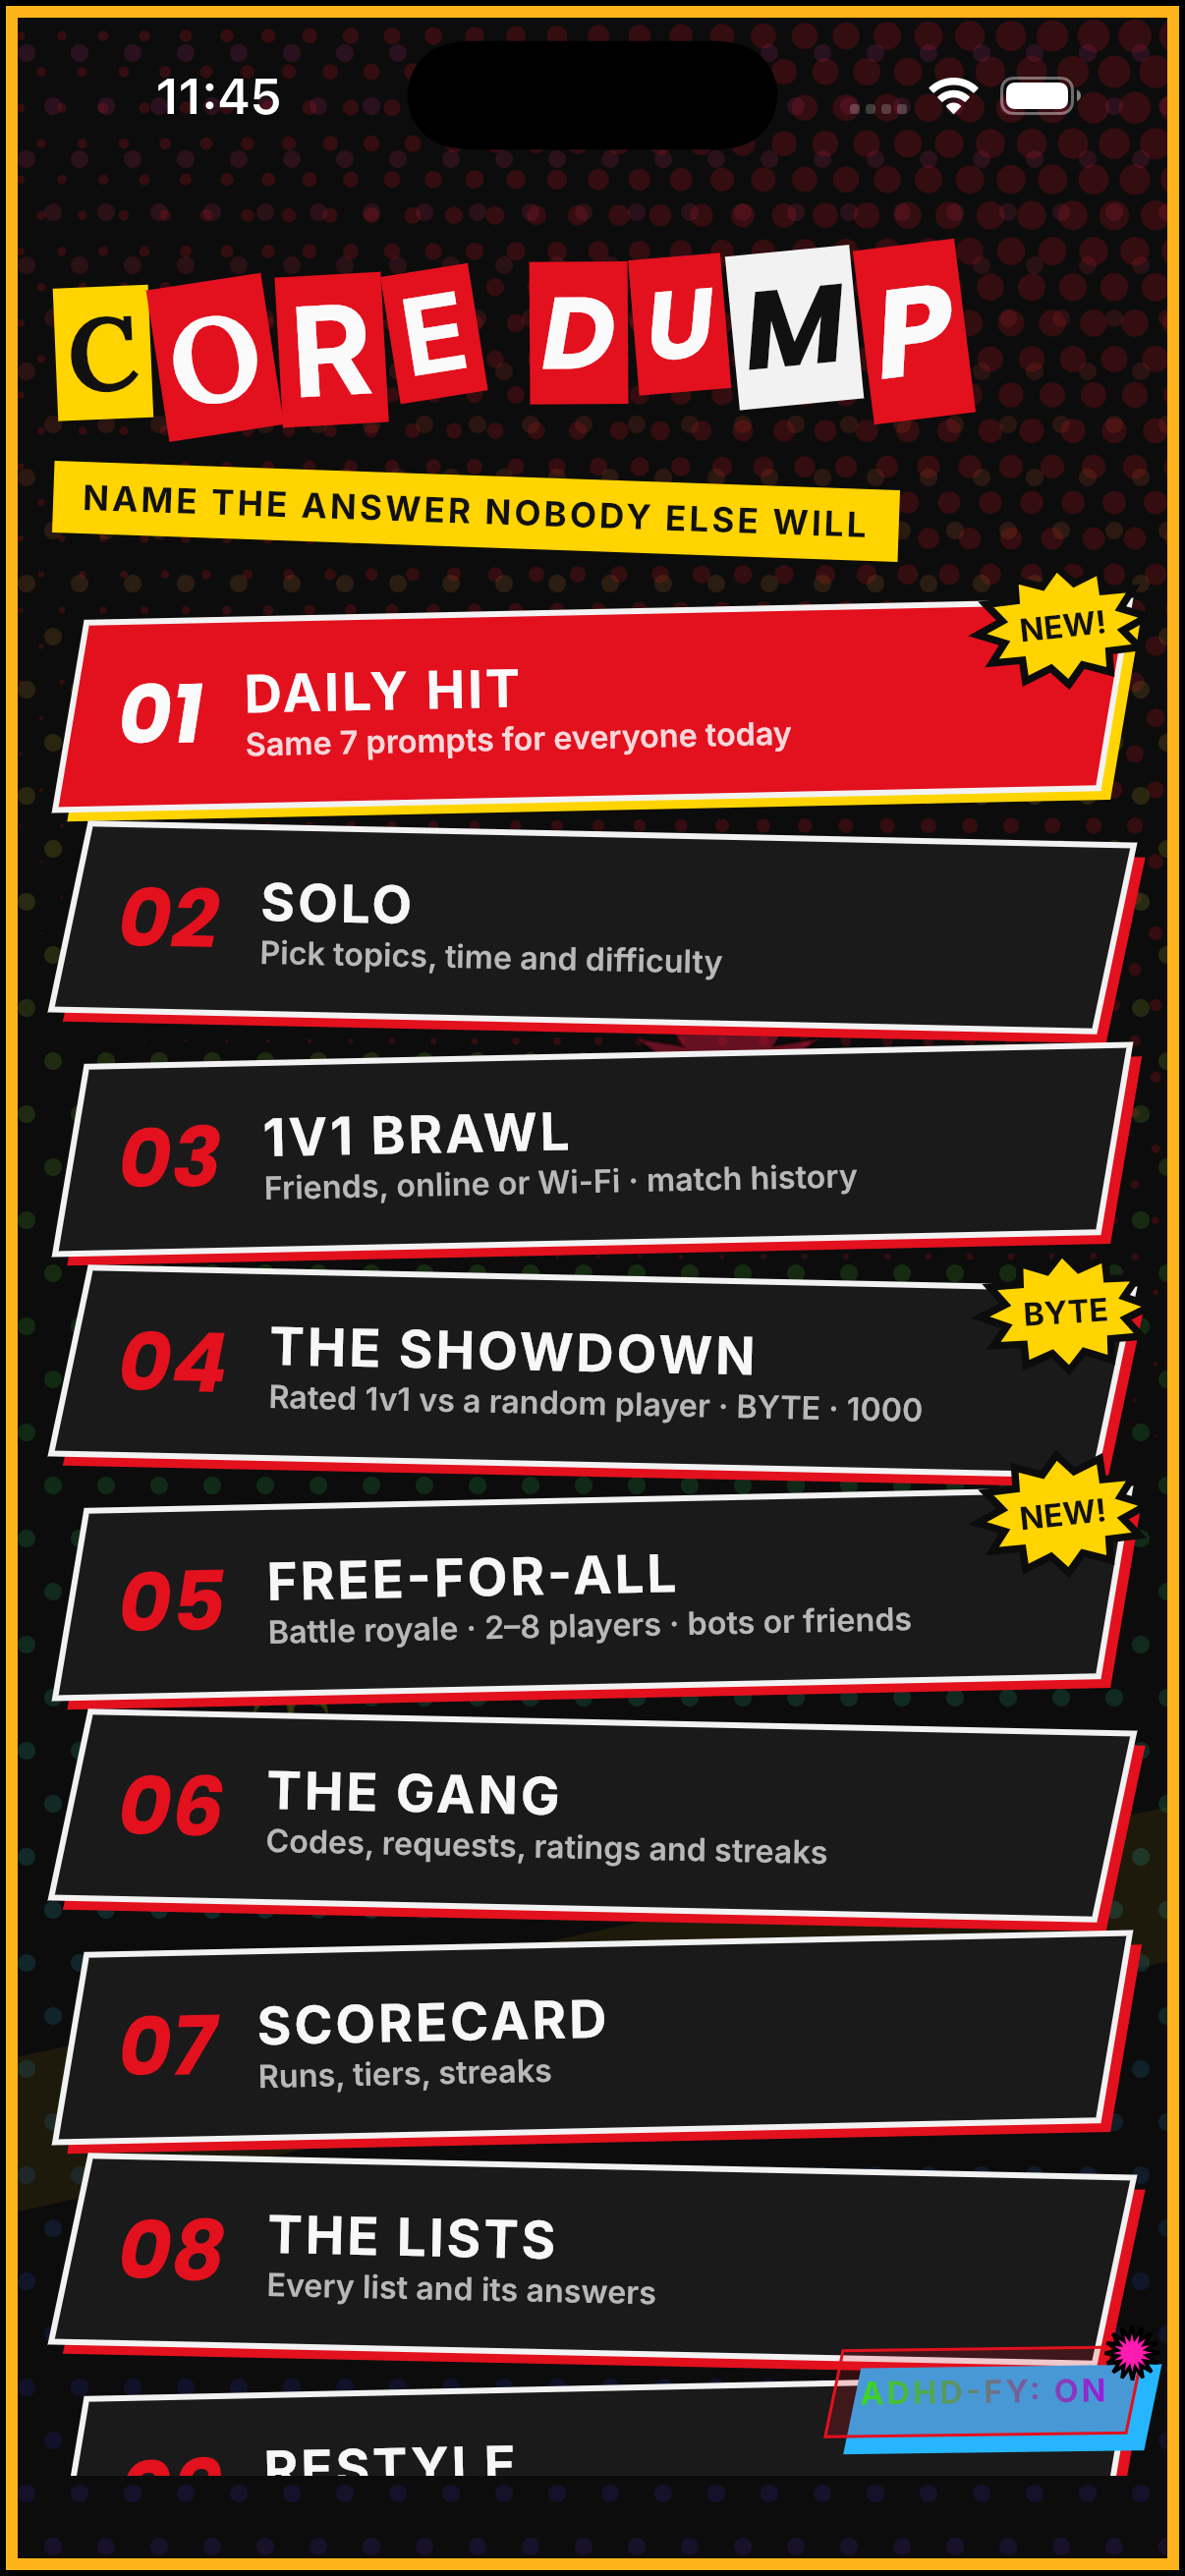 11:45
CORE DUMP
NAME THE ANSWER NOBODY ELSE WILL
NEW!
01
DAILY HIT
Same 7 prompts for everyone today
02
SOLO
Pick topics, time and difficulty
03
1V1 BRAWL
Friends, online or Wi-Fi · match history
BYTE
04
THE SHOWDOWN
Rated 1v1 vs a random player · BYTE · 1000
NEW!
05
FREE-FOR-ALL
Battle royale · 2–8 players · bots or friends
06
THE GANG
Codes, requests, ratings and streaks
07
SCORECARD
Runs, tiers, streaks
08
THE LISTS
Every list and its answers
ADHD-FY: ON
RESTYLE